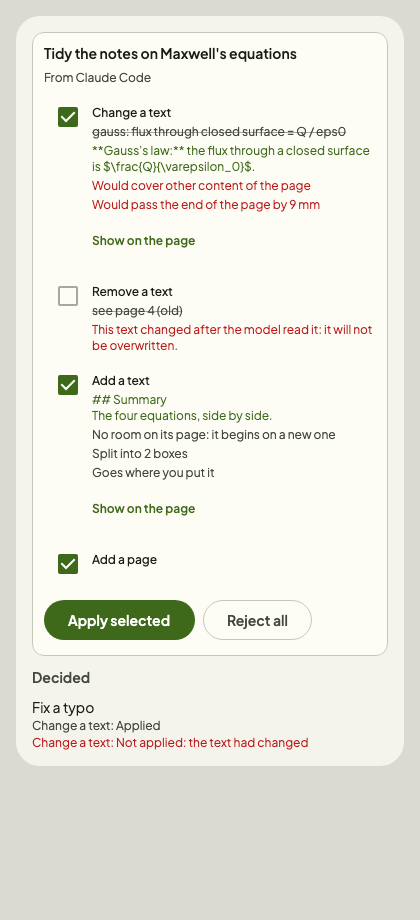 Tidy the notes on Maxwell's equations
From Claude Code
Change a text
gauss: flux through closed surface = Q / eps0
**Gauss's law:** the flux through a closed surface
is $\frac{Q}{\varepsilon_0}$.
Would cover other content of the page
Would pass the end of the page by 9 mm
Show on the page
Remove a text
see page 4 (old)
This text changed after the model read it: it will not
be overwritten.
Add a text
## Summary
The four equations, side by side.
No room on its page: it begins on a new one
Split into 2 boxes
Goes where you put it
Show on the page
Add a page
Apply selected
Reject all
Decided
Fix a typo
Change a text: Applied
Change a text: Not applied: the text had changed